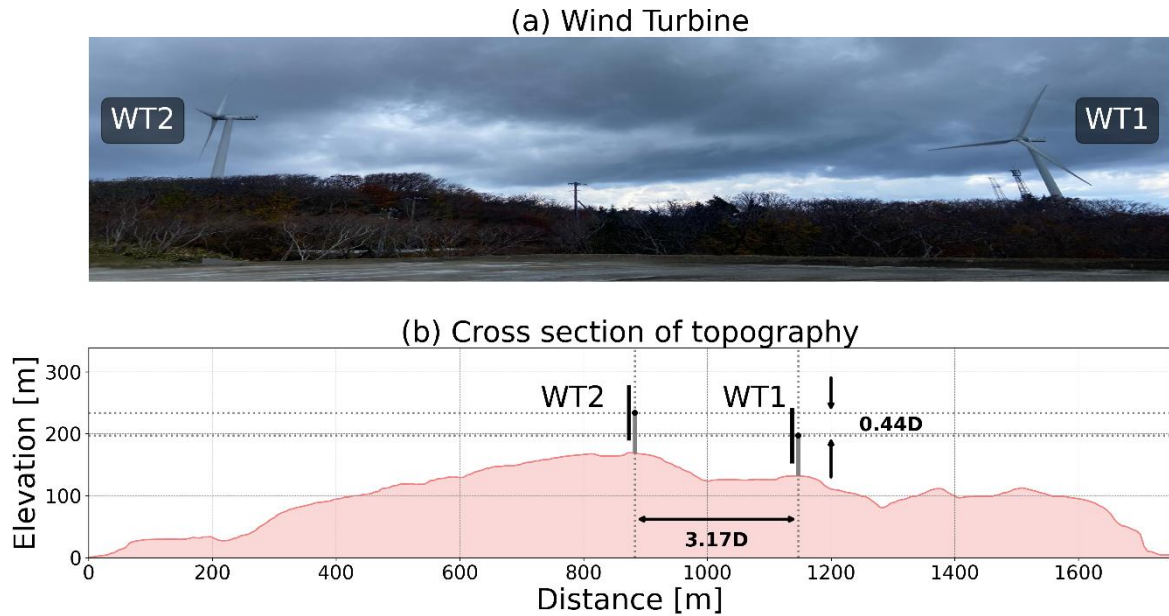 (a) Wind Turbine
WT2
WT1
(b) Cross section of topography
Elevation [m]
300
200
100
0
WT2
WT1
0.44D
3.17D
0 200 400 600 800 1000 1200 1400 1600
Distance [m]